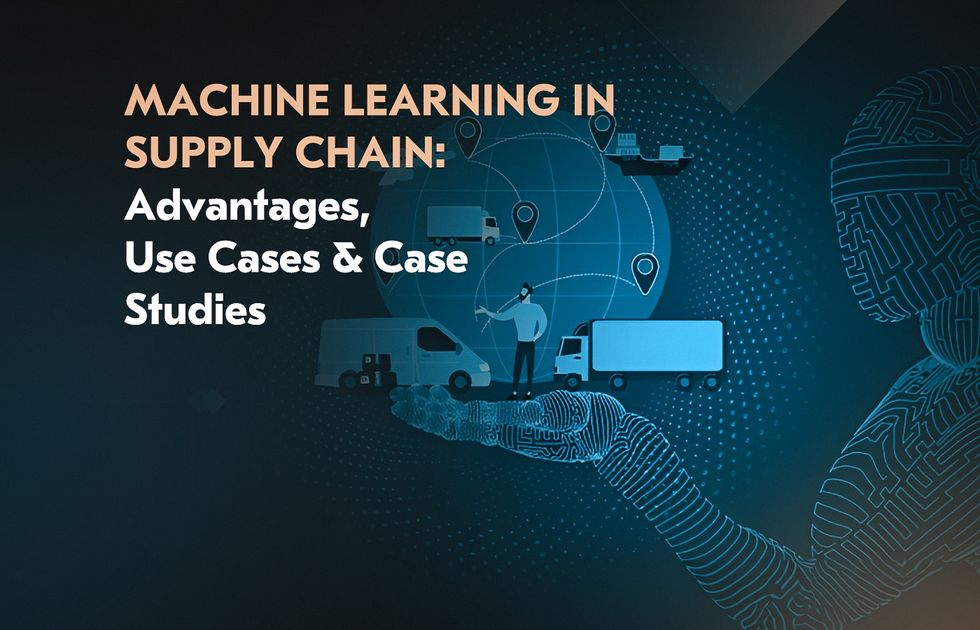 MACHINE LEARNING IN
SUPPLY CHAIN:
Advantages,
Use Cases & Case
Studies